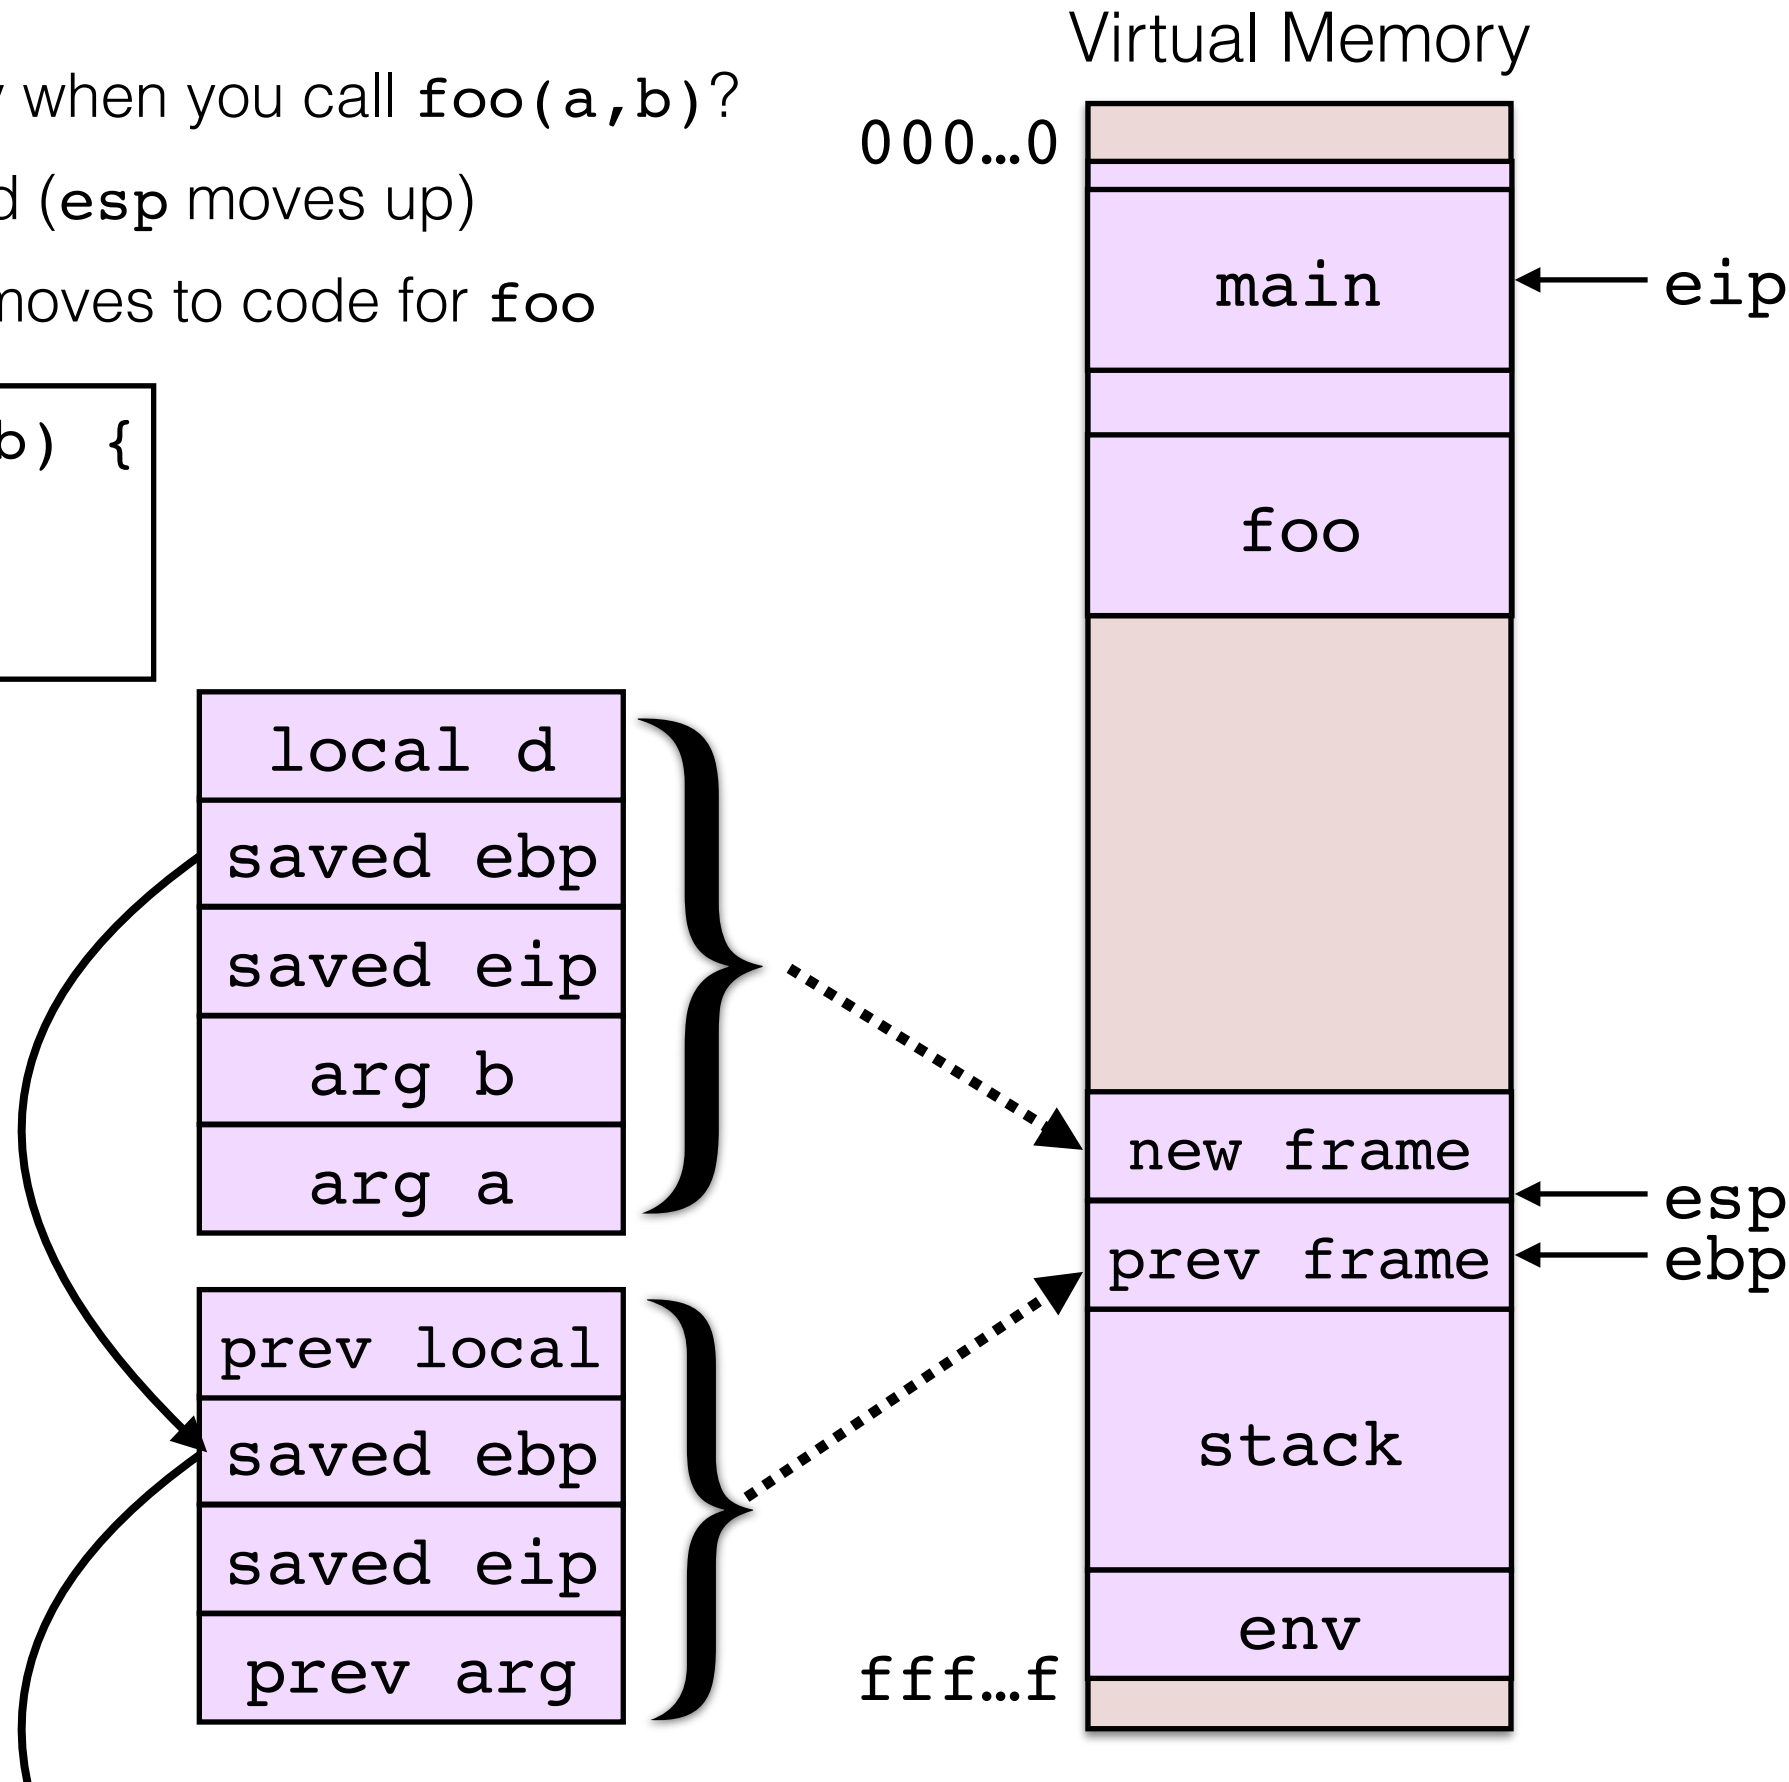 Virtual Memory
when you call foo(a,b)?
(esp moves up)
moves to code for foo
b) {
local d
saved ebp
saved eip
arg b
arg a
prev local
saved ebp
saved eip
prev arg
000…0
main
eip
foo
new frame
esp
prev frame
ebp
stack
env
fff…f